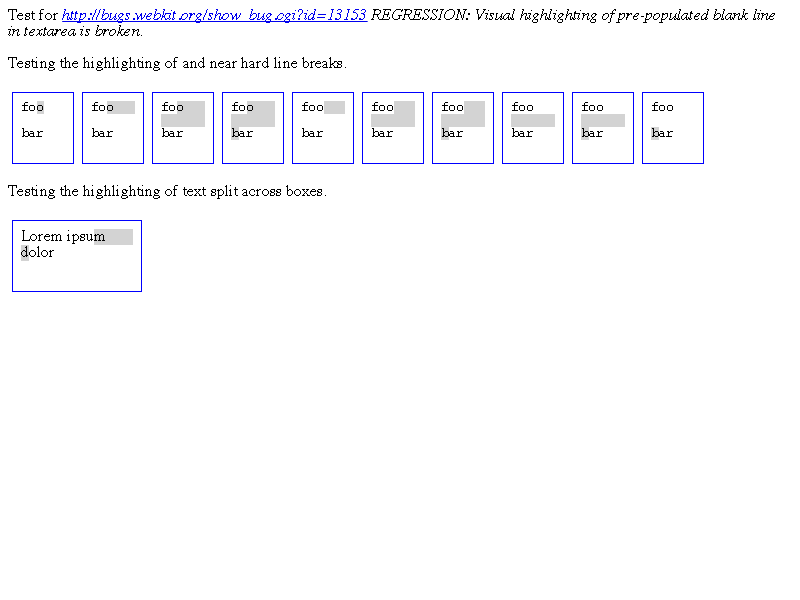 Test for http://bugs.webkit.org/show_bug.cgi?id=13153 REGRESSION: Visual highlighting of pre-populated blank line
in textarea is broken.
Testing the highlighting of and near hard line breaks.
foo foo foo foo foo foo foo foo foo foo
bar bar bar bar bar bar bar bar bar bar
Testing the highlighting of text split across boxes.
Lorem ipsum
dolor